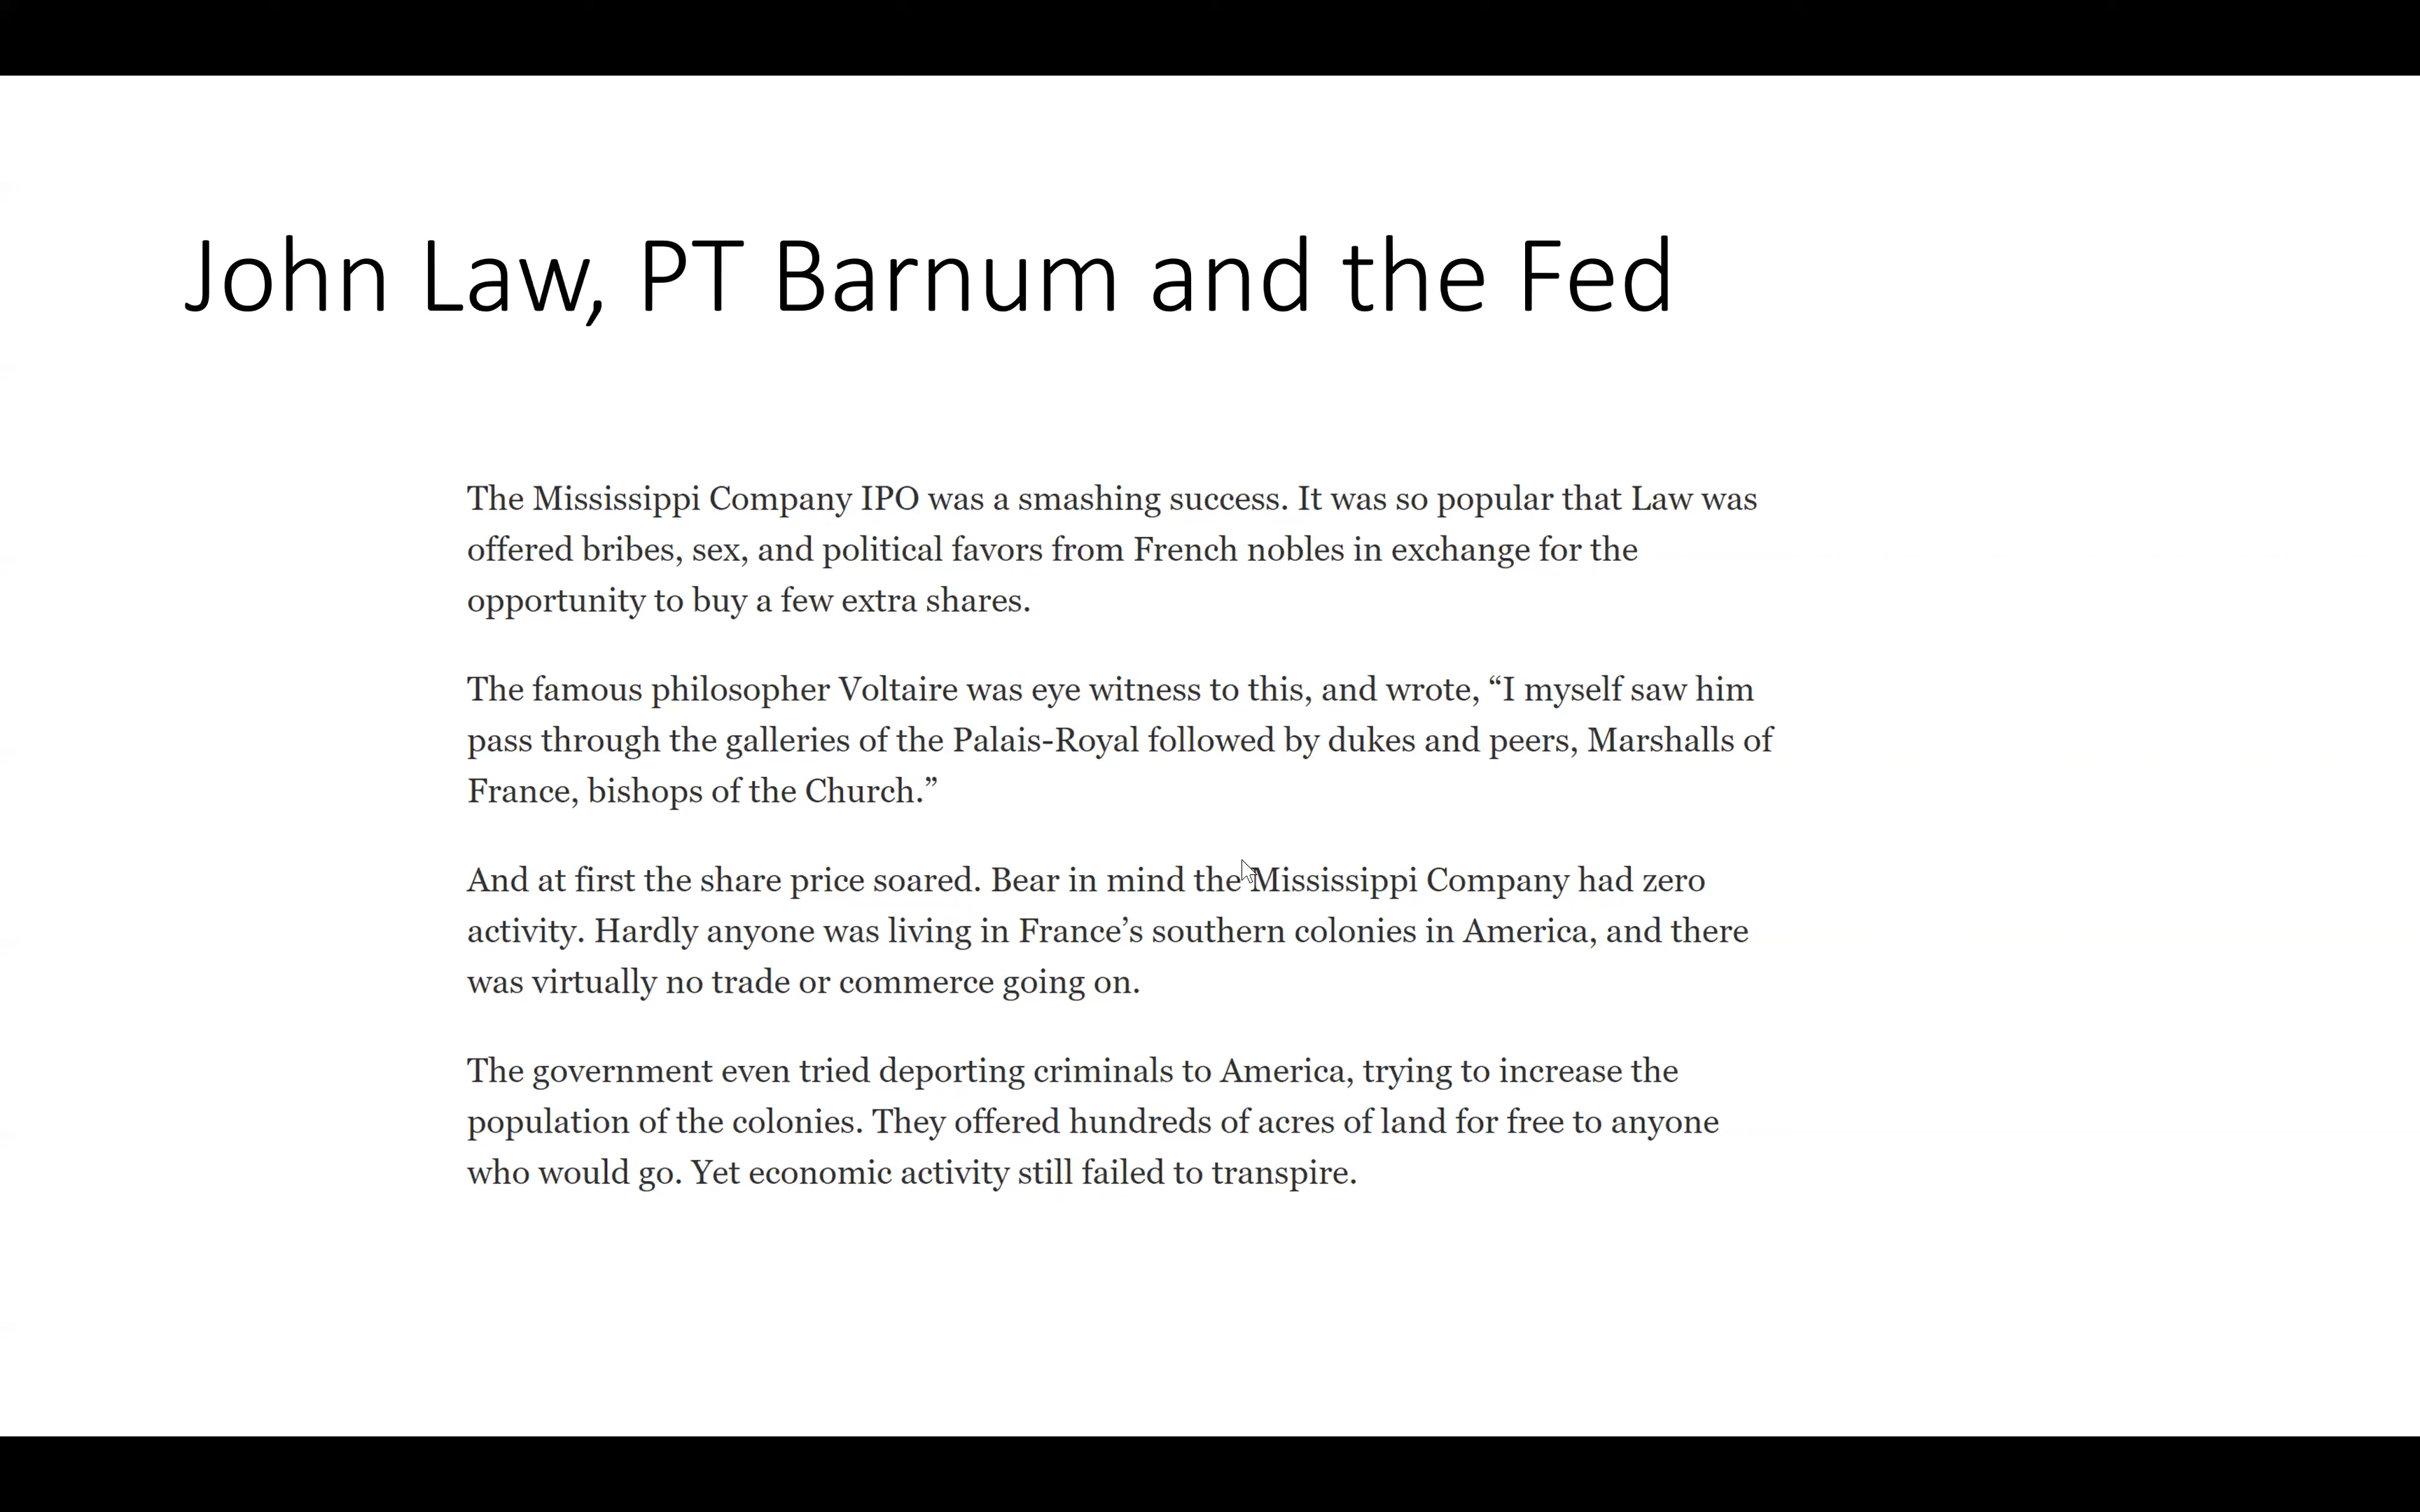 John Law, PT Barnum and the Fed
The Mississippi Company IPO was a smashing success. It was so popular that Law was
offered bribes, sex, and political favors from French nobles in exchange for the
opportunity to buy a few extra shares.
The famous philosopher Voltaire was eye witness to this, and wrote, “I myself saw him
pass through the galleries of the Palais-Royal followed by dukes and peers, Marshalls of
France, bishops of the Church.”
And at first the share price soared. Bear in mind the Mississippi Company had zero
activity. Hardly anyone was living in France’s southern colonies in America, and there
was virtually no trade or commerce going on.
The government even tried deporting criminals to America, trying to increase the
population of the colonies. They offered hundreds of acres of land for free to anyone
who would go. Yet economic activity still failed to transpire.